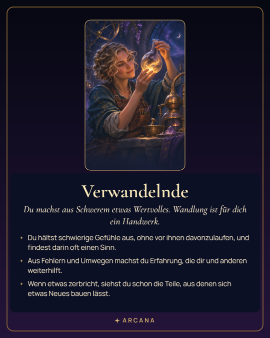 Verwandelnde
Du machst aus Schwerem etwas Wertvolles. Wandlung ist für dich
ein Handwerk.
• Du hältst schwierige Gefühle aus, ohne vor ihnen davonzulaufen, und
findest darin oft einen Sinn.
• Aus Fehlern und Umwegen machst du Erfahrung, die dir und anderen
weiterhilft.
• Wenn etwas zerbricht, siehst du schon die Teile, aus denen sich
etwas Neues bauen lässt.
ARCANA